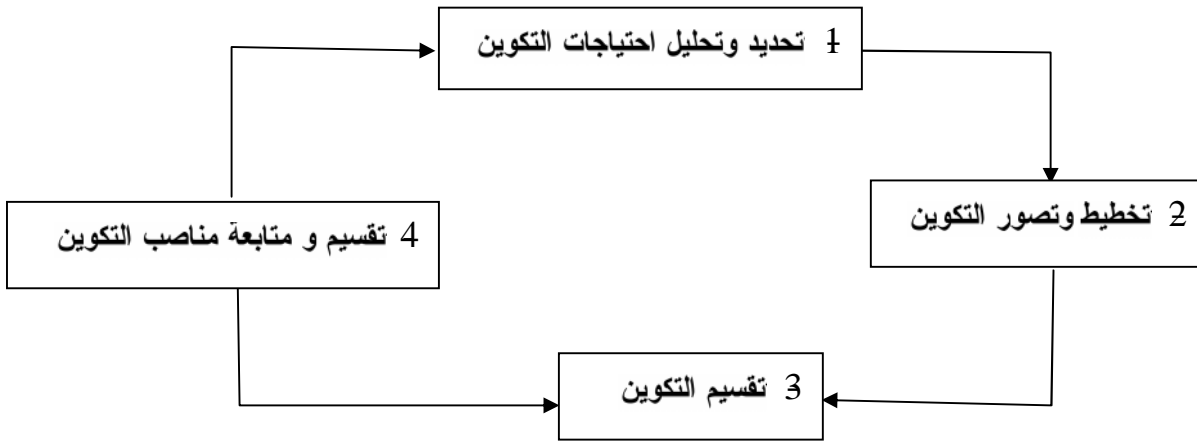 1 تحديد وتحليل احتياجات التكوين
2 تخطيط وتصور التكوين
4 تقسيم و متابعة مناصب التكوين
3 تقسيم التكوين